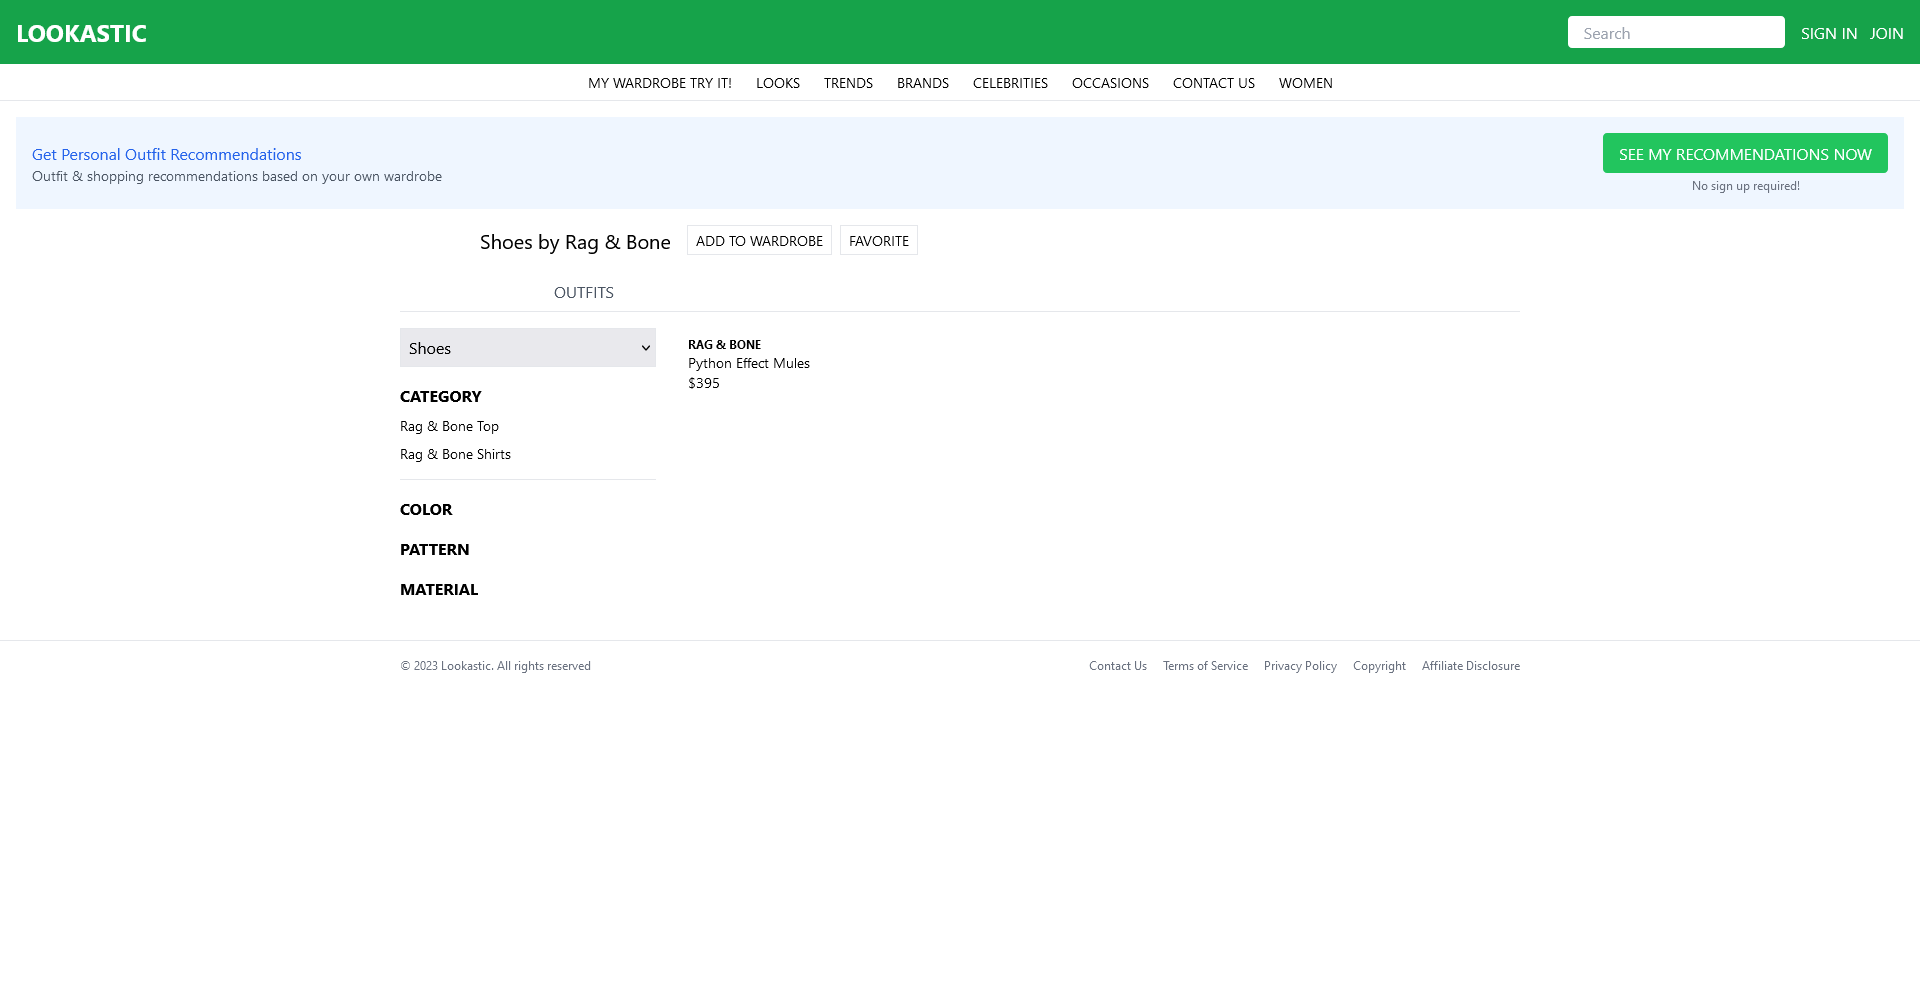 LOOKASTIC
Search
SIGN IN JOIN
MY WARDROBE TRY IT! LOOKS TRENDS BRANDS CELEBRITIES OCCASIONS CONTACT US WOMEN
Get Personal Outfit Recommendations
Outfit & shopping recommendations based on your own wardrobe
SEE MY RECOMMENDATIONS NOW
No sign up required!
Shoes by Rag & Bone
ADD TO WARDROBE
FAVORITE
OUTFITS
Shoes
CATEGORY
Rag & Bone Top
Rag & Bone Shirts
COLOR
PATTERN
MATERIAL
RAG & BONE
Python Effect Mules
$395
© 2023 Lookastic. All rights reserved
Contact Us Terms of Service Privacy Policy Copyright Affiliate Disclosure